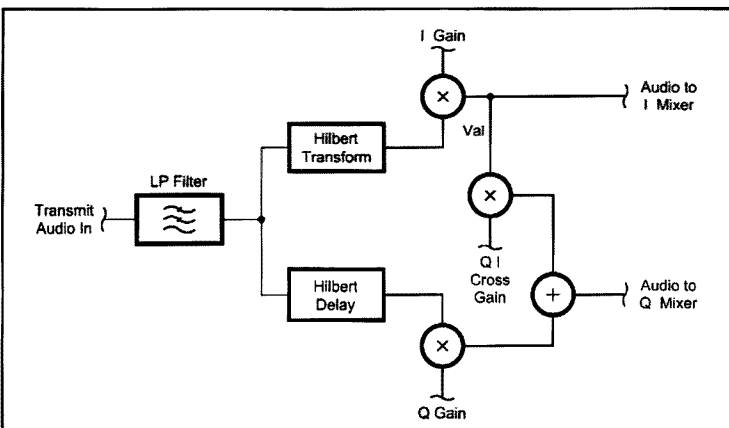 I Gain
×
Audio to
I Mixer
Val
Hilbert
Transform
LP Filter
×
Transmit
Audio In
Q I
Cross
Gain
Hilbert
Delay
+
Audio to
Q Mixer
×
Q Gain